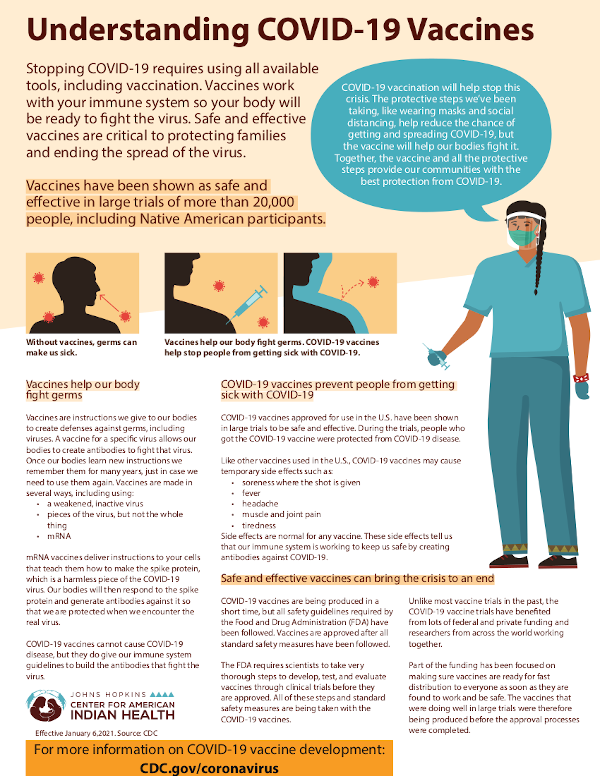 Understanding COVID-19 Vaccines
Stopping COVID-19 requires using all available
tools, including vaccination. Vaccines work
with your immune system so your body will
be ready to fight the virus. Safe and effective
vaccines are critical to protecting families
and ending the spread of the virus.
Vaccines have been shown as safe and
effective in large trials of more than 20,000
people, including Native American participants.
COVID-19 vaccination will help stop this
crisis. The protective steps we've been
taking, like wearing masks and social
distancing, help reduce the chance of
getting and spreading COVID-19, but
the vaccine will help our bodies fight it.
Together, the vaccine and all the protective
steps provide our communities with the
best protection from COVID-19.
Without vaccines, germs can
make us sick.
Vaccines help our body fight germs. COVID-19 vaccines
help stop people from getting sick with COVID-19.
Vaccines help our body
fight germs
Vaccines are instructions we give to our bodies
to create defenses against germs, including
viruses. A vaccine for a specific virus allows our
bodies to create antibodies to fight that virus.
Once our bodies learn new instructions we
remember them for many years, just in case we
need to use them again. Vaccines are made in
several ways, including using:
• a weakened, inactive virus
• pieces of the virus, but not the whole
thing
• mRNA
mRNA vaccines deliver instructions to your cells
that teach them how to make the spike protein,
which is a harmless piece of the COVID-19
virus. Our bodies will then respond to the spike
protein and generate antibodies against it so
that we are protected when we encounter the
real virus.
COVID-19 vaccines cannot cause COVID-19
disease, but they do give our immune system
guidelines to build the antibodies that fight the
virus.
COVID-19 vaccines prevent people from getting
sick with COVID-19
COVID-19 vaccines approved for use in the U.S. have been shown
in large trials to be safe and effective. During the trials, people who
got the COVID-19 vaccine were protected from COVID-19 disease.
Like other vaccines used in the U.S., COVID-19 vaccines may cause
temporary side effects such as:
• soreness where the shot is given
• fever
• headache
• muscle and joint pain
• tiredness
Side effects are normal for any vaccine. These side effects tell us
that our immune system is working to keep us safe by creating
antibodies against COVID-19.
Safe and effective vaccines can bring the crisis to an end
COVID-19 vaccines are being produced in a
short time, but all safety guidelines required by
the Food and Drug Administration (FDA) have
been followed. Vaccines are approved after all
standard safety measures have been followed.
The FDA requires scientists to take very
thorough steps to develop, test, and evaluate
vaccines through clinical trials before they
are approved. All of these steps and standard
safety measures are being taken with the
COVID-19 vaccines.
Unlike most vaccine trials in the past, the
COVID-19 vaccine trials have benefited
from lots of federal and private funding and
researchers from across the world working
together.
Part of the funding has been focused on
making sure vaccines are ready for fast
distribution to everyone as soon as they are
found to work and be safe. The vaccines that
were doing well in large trials were therefore
being produced before the approval processes
were completed.
JOHNS HOPKINS
CENTER FOR AMERICAN
INDIAN HEALTH
Effective January 6,2021. Source: CDC
For more information on COVID-19 vaccine development:
CDC.gov/coronavirus